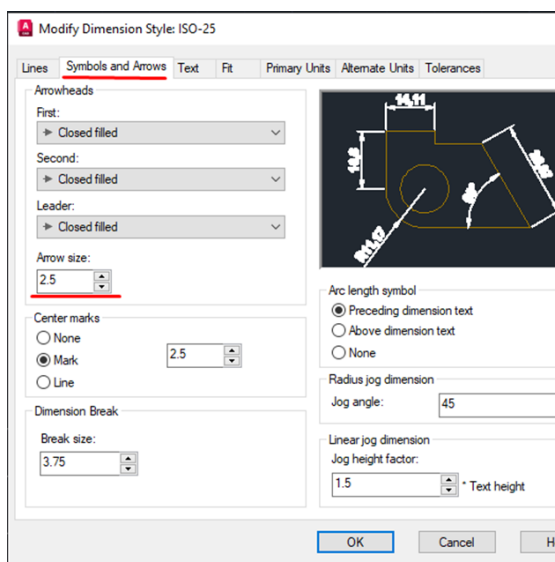 Modify Dimension Style: ISO-25
Lines Symbols and Arrows Text Fit Primary Units Alternate Units Tolerances
Arrowheads
First:
Closed filled
Second:
Closed filled
Leader:
Closed filled
Arrow size:
2.5
Center marks
None
Mark
2.5
Line
Dimension Break
Break size:
3.75
14,11
R11,17
Arc length symbol
Preceding dimension text
Above dimension text
None
Radius jog dimension
Jog angle:
45
Linear jog dimension
Jog height factor:
1.5
* Text height
OK
Cancel